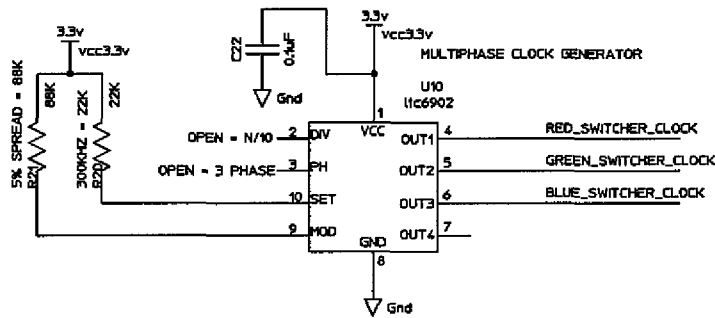 3.3v
vcc3.3v
5% SPREAD = 88K
88K
R21
300KHZ = 22K
22K
R20
C22
0.1uF
Gnd
3.3v
vcc3.3v
MULTIPHASE CLOCK GENERATOR
U10
ltc6902
1
VCC
OPEN = N/10
2
DIV
OPEN = 3 PHASE
3
PH
10
SET
9
MOD
OUT1
4
RED_SWITCHER_CLOCK
OUT2
5
GREEN_SWITCHER_CLOCK
OUT3
6
BLUE_SWITCHER_CLOCK
OUT4
7
GND
8
Gnd